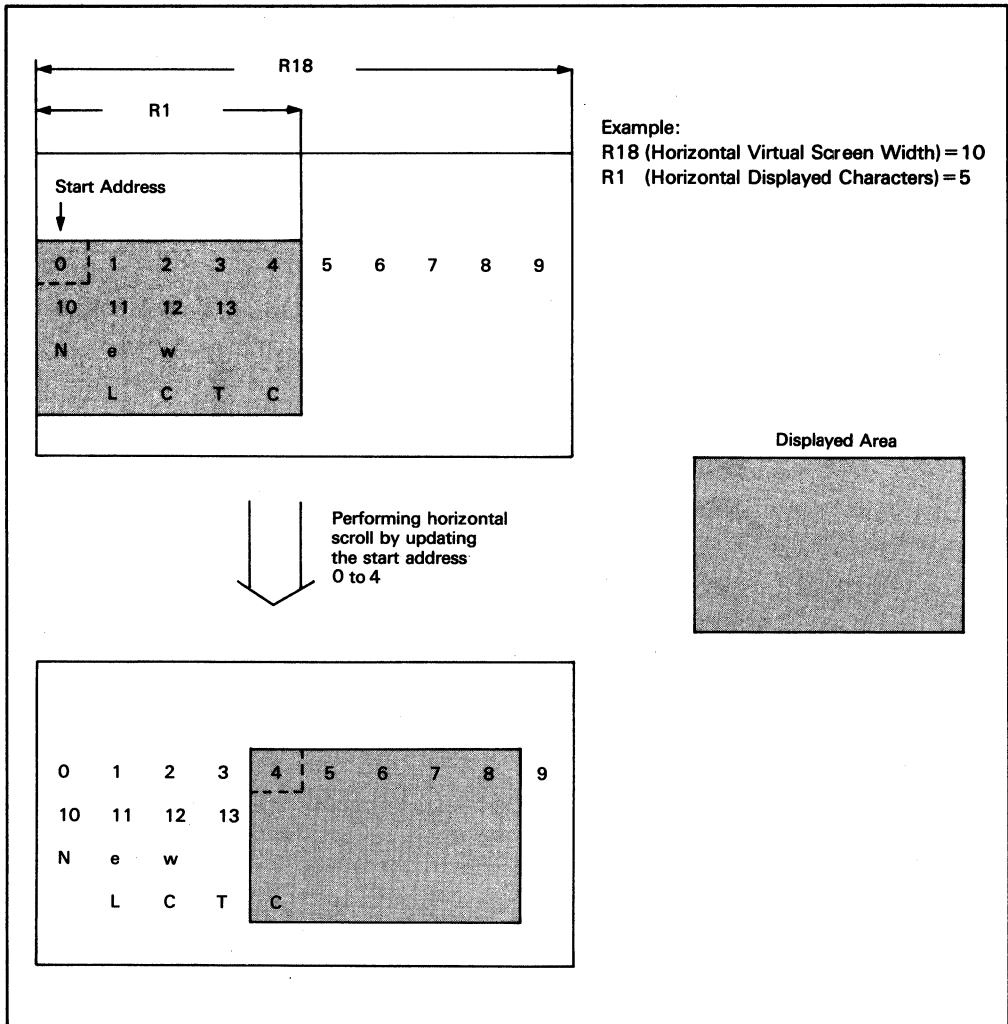 R18
R1
Example:
R18 (Horizontal Virtual Screen Width)=10
R1 (Horizontal Displayed Characters)=5
Start Address
0 1 2 3 4 5 6 7 8 9
10 11 12 13
N e w
L C T C
Displayed Area
Performing horizontal
scroll by updating
the start address
0 to 4
0 1 2 3 4 5 6 7 8 9
10 11 12 13
N e w
L C T C